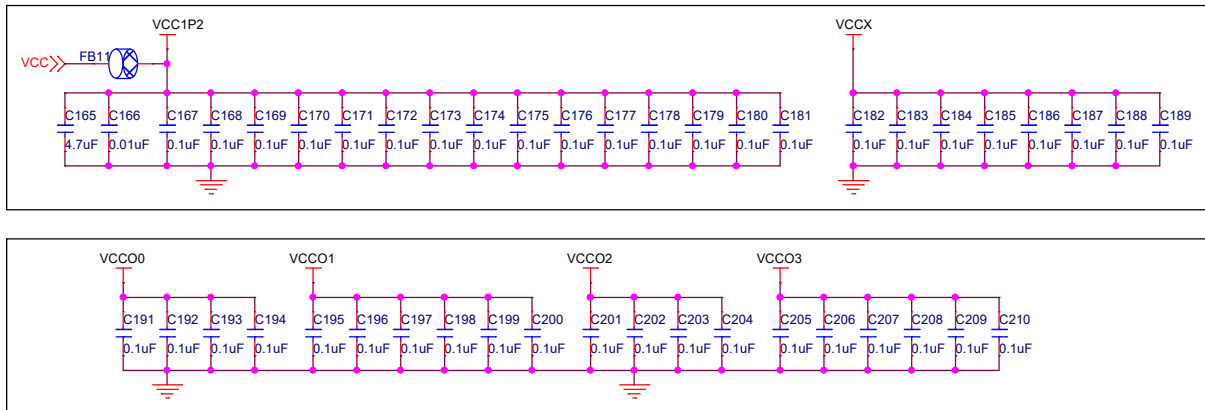 VCC1P2 VCCX
VCC FB11
C165 C166 C167 C168 C169 C170 C171 C172 C173 C174 C175 C176 C177 C178 C179 C180 C181 C182 C183 C184 C185 C186 C187 C188 C189
4.7uF 0.01uF 0.1uF 0.1uF 0.1uF 0.1uF 0.1uF 0.1uF 0.1uF 0.1uF 0.1uF 0.1uF 0.1uF 0.1uF 0.1uF 0.1uF 0.1uF 0.1uF 0.1uF 0.1uF 0.1uF 0.1uF 0.1uF 0.1uF 0.1uF
VCCO0 VCCO1 VCCO2 VCCO3
C191 C192 C193 C194 C195 C196 C197 C198 C199 C200 C201 C202 C203 C204 C205 C206 C207 C208 C209 C210
0.1uF 0.1uF 0.1uF 0.1uF 0.1uF 0.1uF 0.1uF 0.1uF 0.1uF 0.1uF 0.1uF 0.1uF 0.1uF 0.1uF 0.1uF 0.1uF 0.1uF 0.1uF 0.1uF 0.1uF